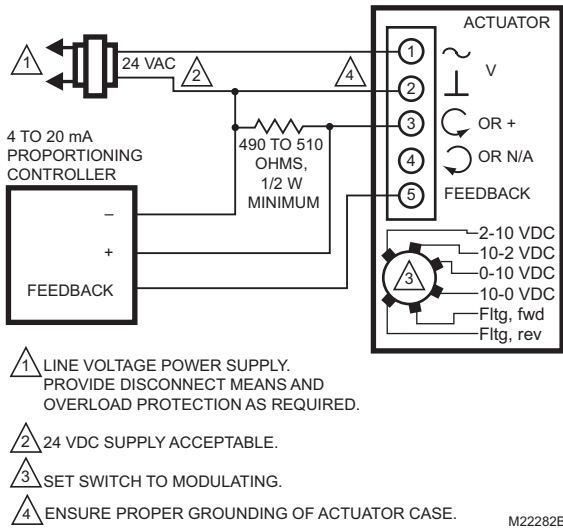 ACTUATOR
1
24 VAC
2
4
1
V
2
3
OR +
4 TO 20 mA
PROPORTIONING
CONTROLLER
490 TO 510
OHMS,
1/2 W
MINIMUM
4
OR N/A
5
FEEDBACK
–
+
FEEDBACK
2-10 VDC
10-2 VDC
0-10 VDC
10-0 VDC
Fltg, fwd
Fltg, rev
3
1 LINE VOLTAGE POWER SUPPLY.
PROVIDE DISCONNECT MEANS AND
OVERLOAD PROTECTION AS REQUIRED.
2 24 VDC SUPPLY ACCEPTABLE.
3 SET SWITCH TO MODULATING.
4 ENSURE PROPER GROUNDING OF ACTUATOR CASE.
M22282B